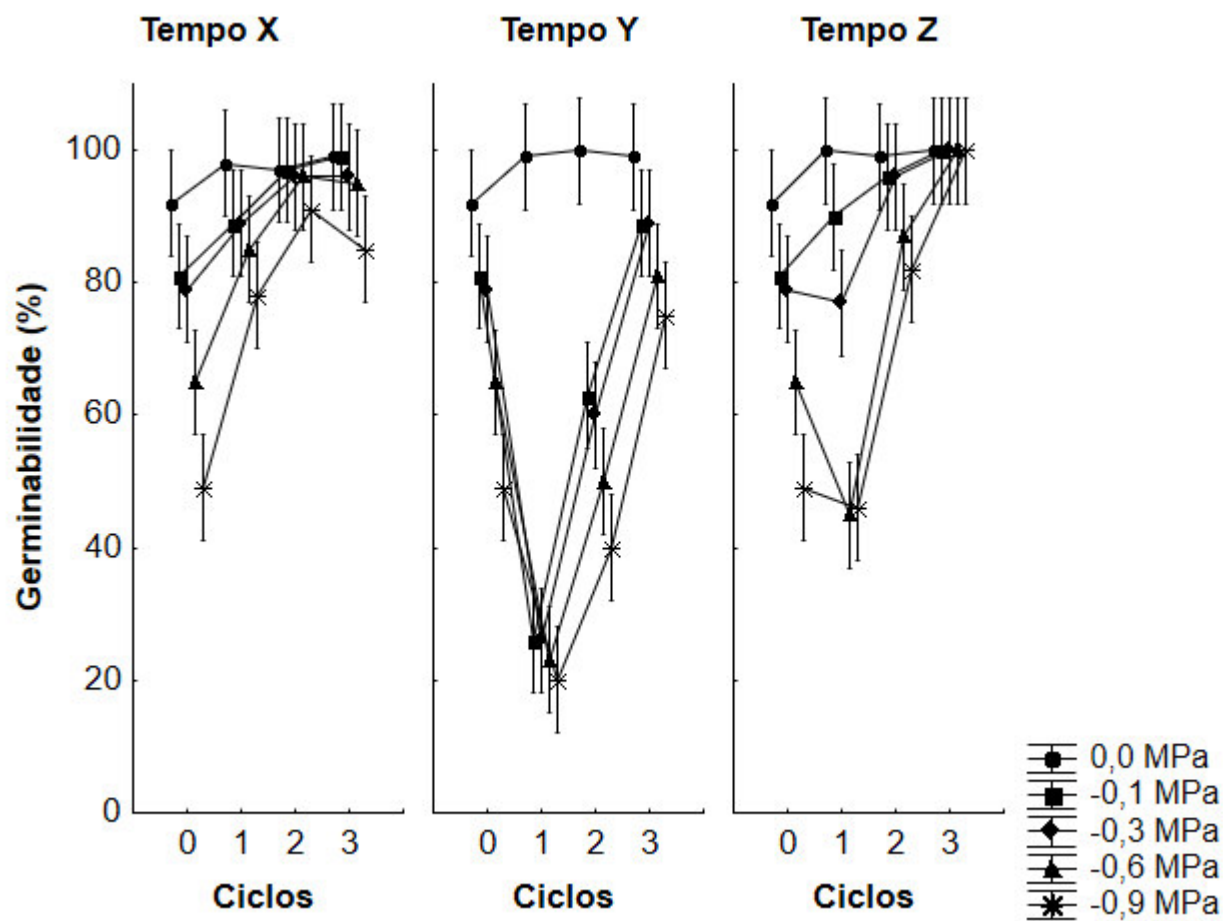 Tempo X Tempo Y Tempo Z
Germinabilidade (%)
100
80
60
40
20
0
0 1 2 3 0 1 2 3 0 1 2 3
Ciclos Ciclos Ciclos
0,0 MPa
-0,1 MPa
-0,3 MPa
-0,6 MPa
-0,9 MPa